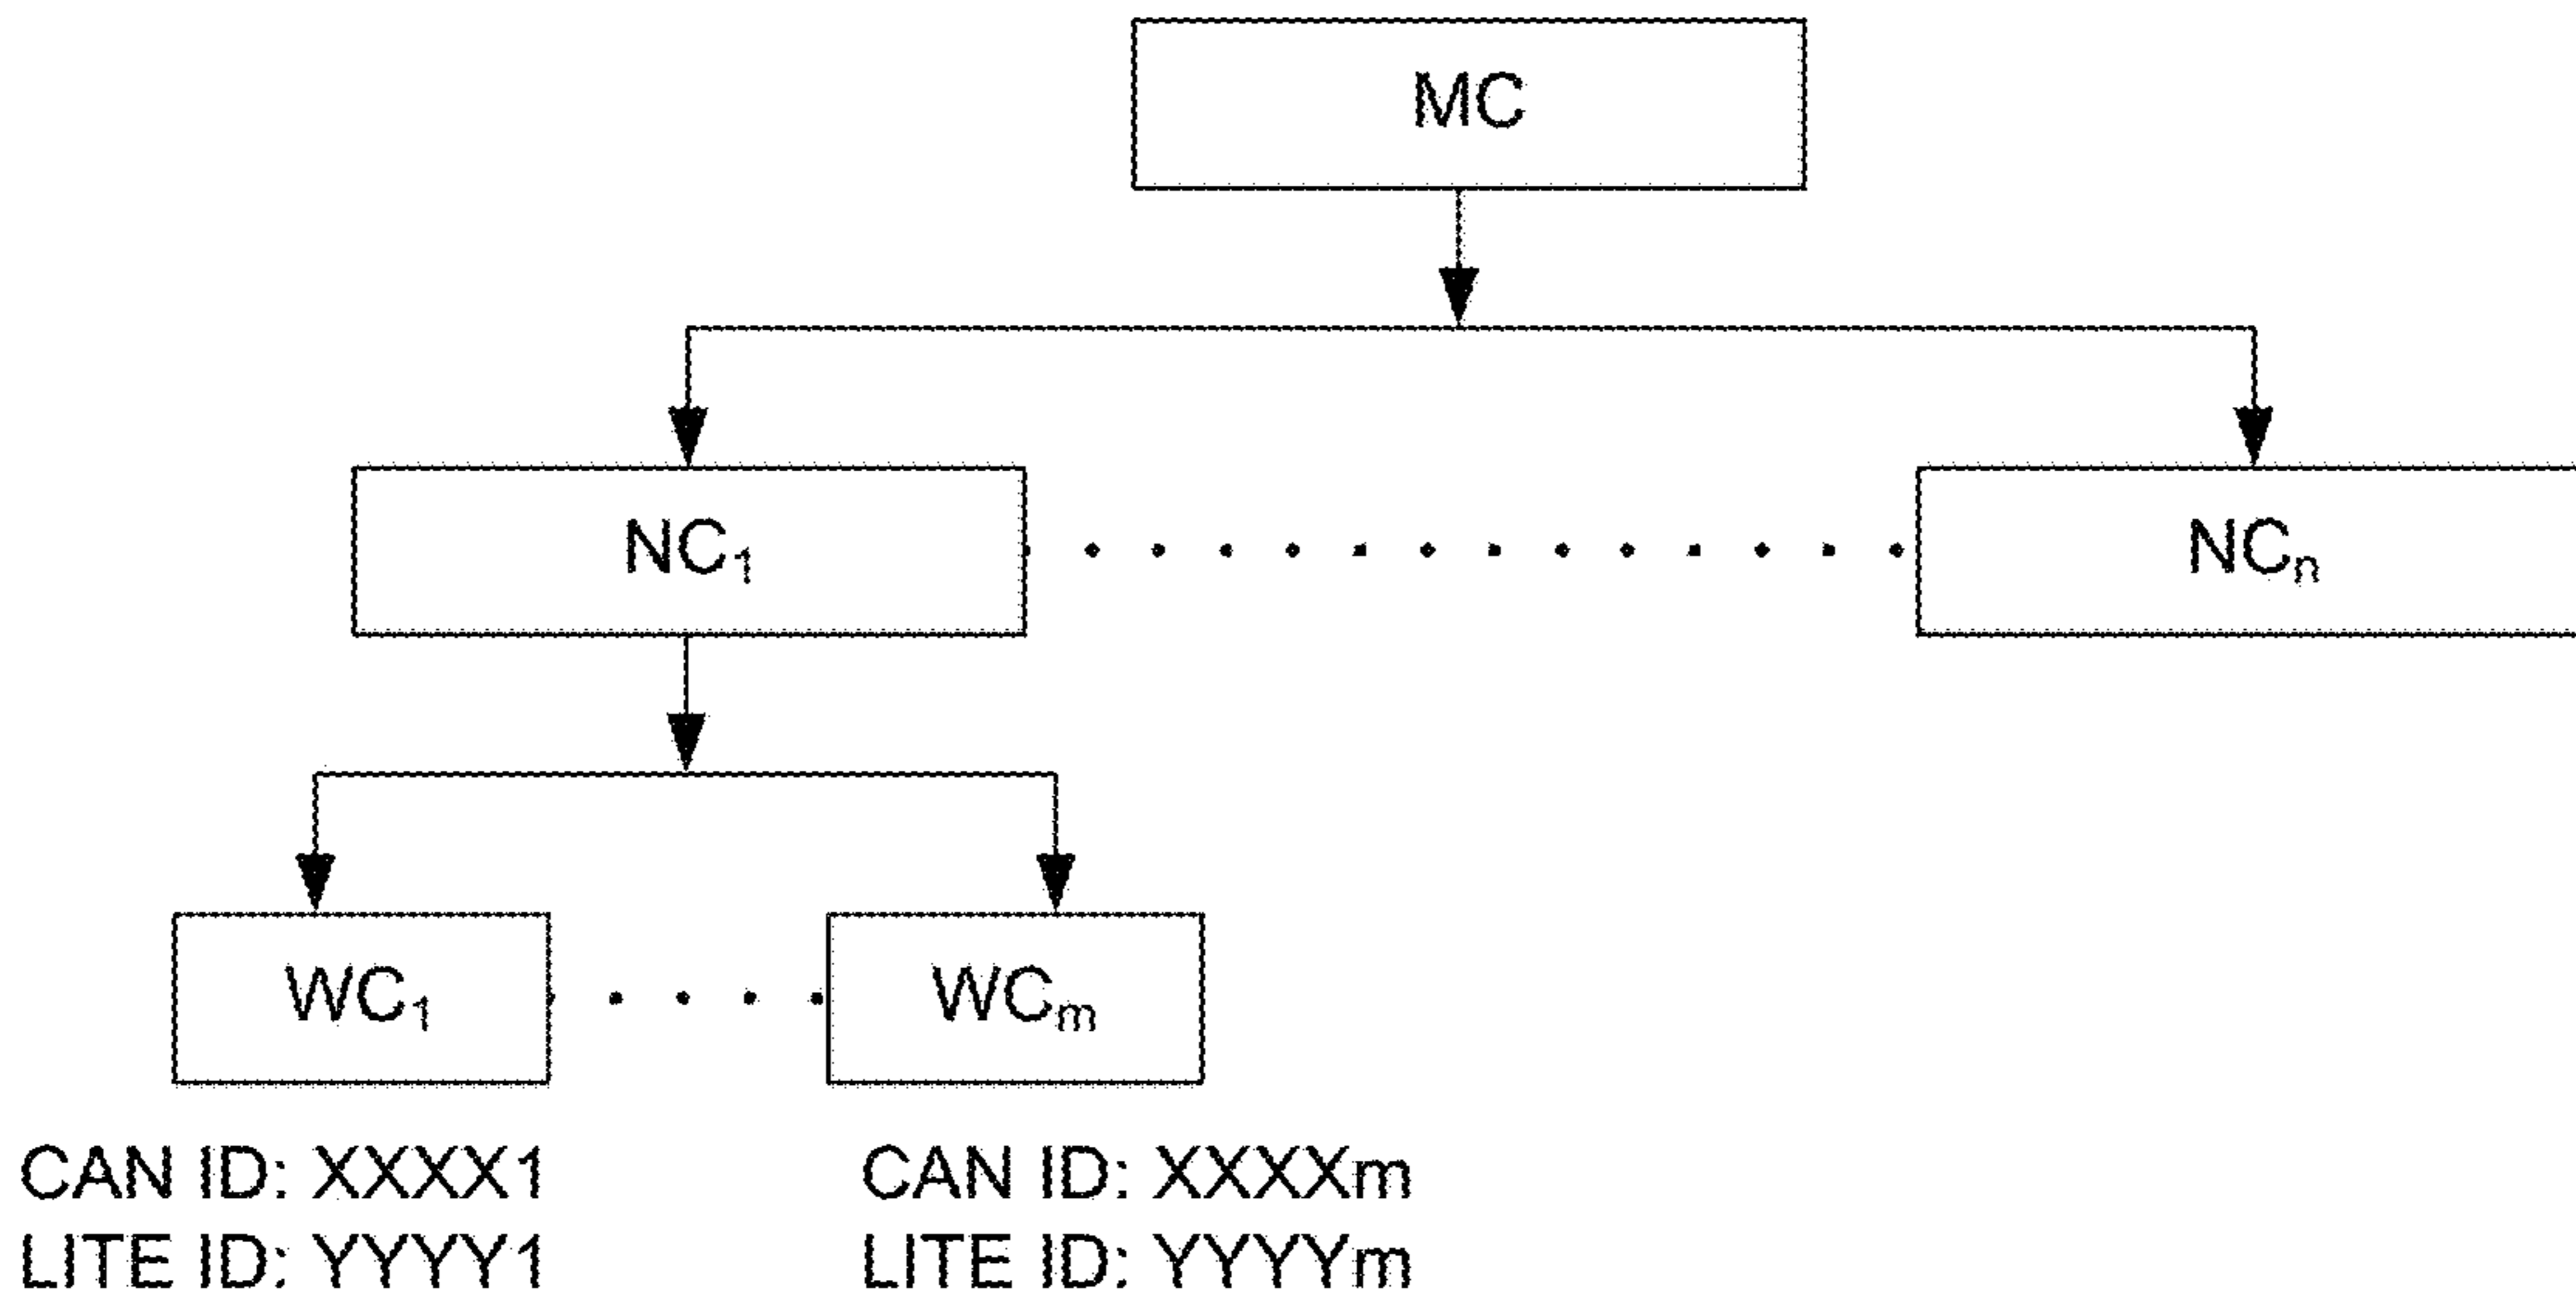 MC
NC₁
NCₙ
WC₁
WCₘ
CAN ID: XXXX1
LITE ID: YYYY1
CAN ID: XXXXm
LITE ID: YYYYm